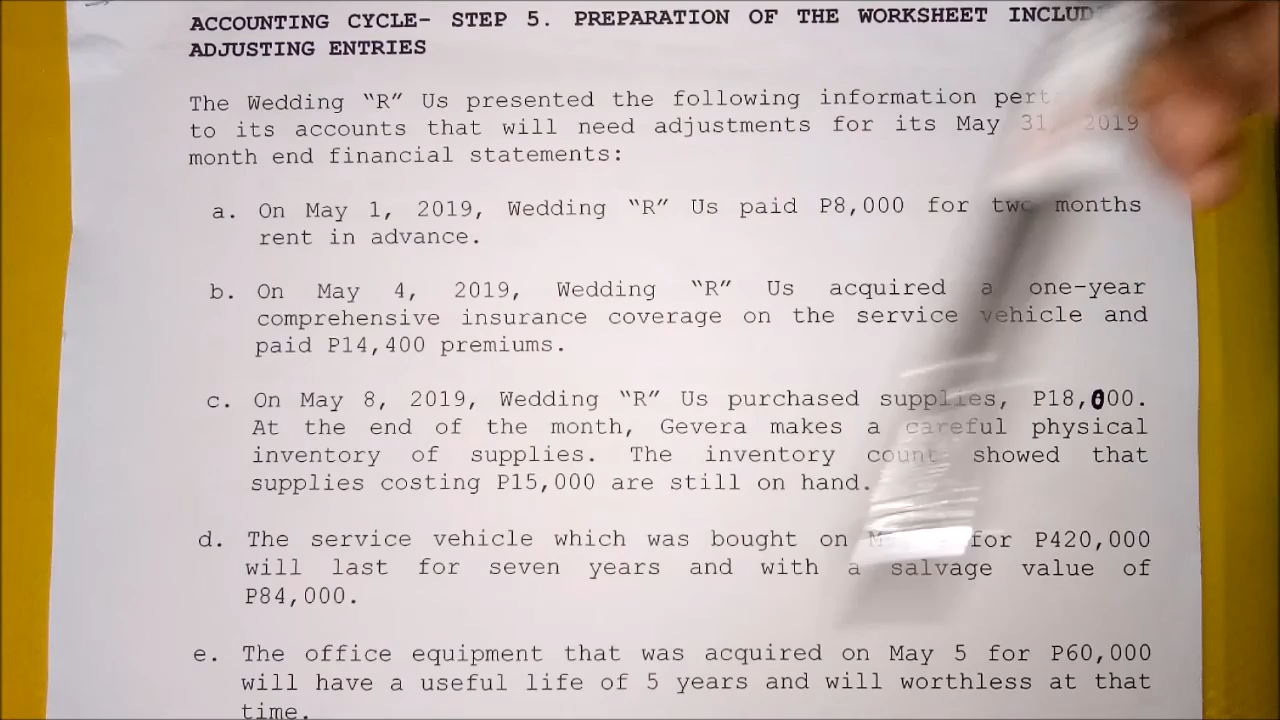 ACCOUNTING CYCLE- STEP 5. PREPARATION OF THE WORKSHEET
ADJUSTING ENTRIES
The Wedding “R” Us presented the following information
to its accounts that will need adjustments for its May 31, 2019
month end financial statements:
a. On May 1, 2019, Wedding “R” Us paid P8,000 for two months
rent in advance.
b. On May 4, 2019, Wedding “R” Us acquired a one-year
comprehensive insurance coverage on the service vehicle and
paid P14,400 premiums.
c. On May 8, 2019, Wedding “R” Us purchased supplies, P18,000.
At the end of the month, Gevera makes a careful physical
inventory of supplies. The inventory count showed that
supplies costing P15,000 are still on hand.
d. The service vehicle which was bought on for P420,000
will last for seven years and with a salvage value of
P84,000.
e. The office equipment that was acquired on May 5 for P60,000
will have a useful life of 5 years and will worthless at that
time.